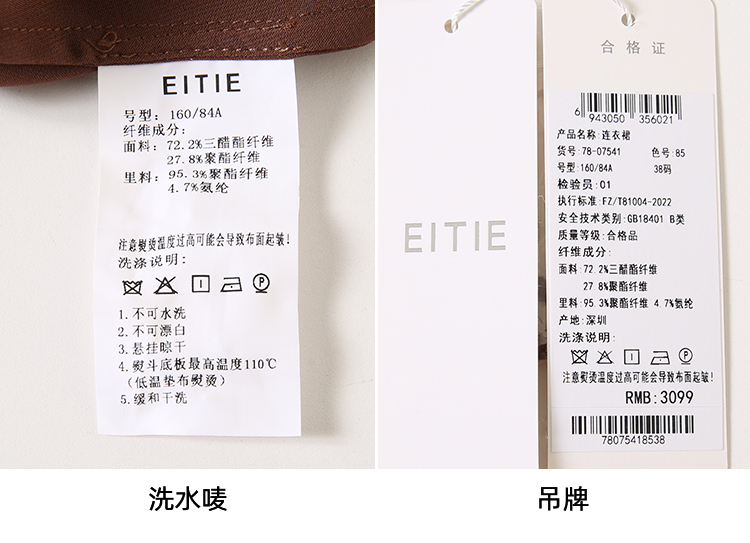 EITIE
号型: 160/84A
纤维成分:
面料: 72.2%三醋酯纤维
27.8%聚酯纤维
里料: 95.3%聚酯纤维
4.7%氨纶
注意熨烫温度过高可能会导致布面起皱!
洗涤说明:
1.不可水洗
2.不可漂白
3.悬挂晾干
4.熨斗底板最高温度110℃
(低温垫布熨烫)
5.缓和干洗
洗水唛
EITIE
合格证
6 943050 356021
产品名称:连衣裙
货号:78-07541 色号:85
号型:160/84A 38码
检验员:01
执行标准:FZ/T81004-2022
安全技术类别:GB18401 B类
质量等级:合格品
纤维成分:
面料:72.2%三醋酯纤维
27.8%聚酯纤维
里料:95.3%聚酯纤维 4.7%氨纶
产地:深圳
洗涤说明:
注意熨烫温度过高可能会导致布面起皱!
RMB:3099
78075418538
吊牌